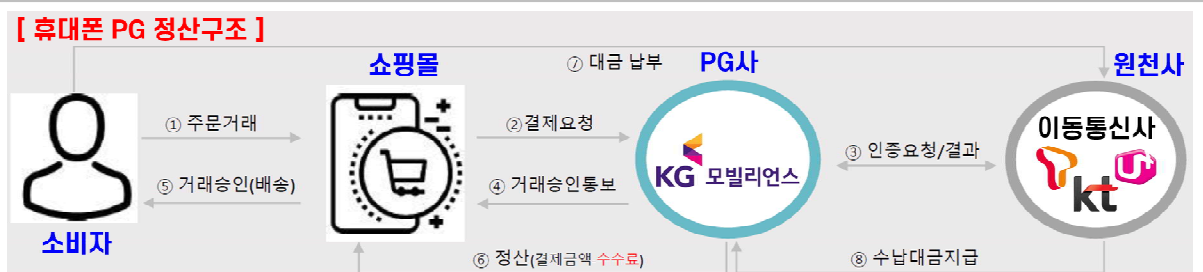 [ 휴대폰 PG 정산구조 ]
쇼핑몰
⑦ 대금 납부
PG사
원천사
① 주문거래
②결제요청
③ 인증요청/결과
이동통신사
KG 모빌리언스
U+
kt
⑤ 거래승인(배송)
④ 거래승인통보
소비자
⑥ 정산(결제금액 수수료)
⑧ 수납대금지급